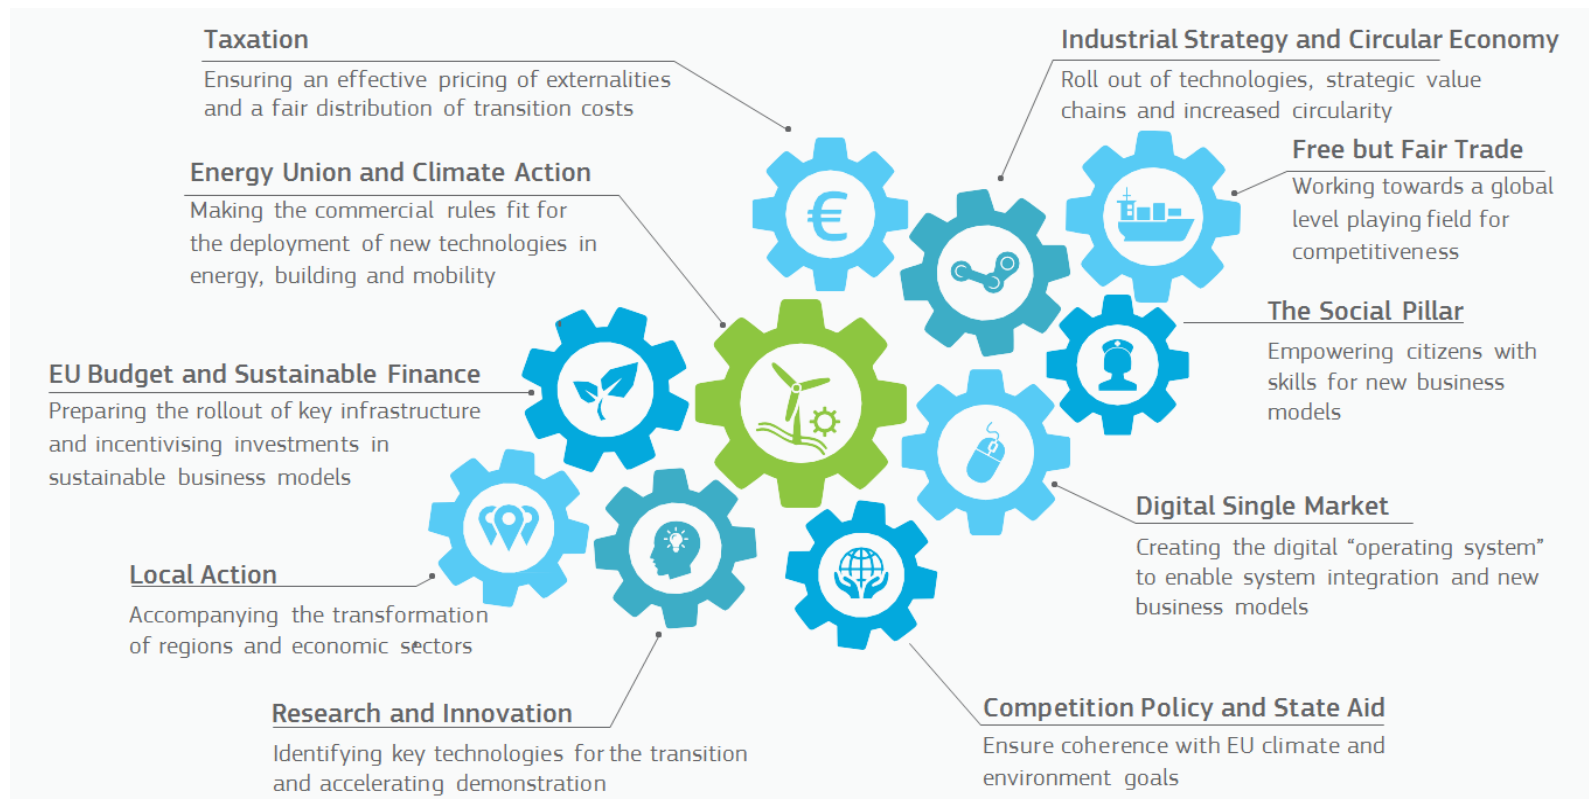 Taxation
Ensuring an effective pricing of externalities
and a fair distribution of transition costs
Industrial Strategy and Circular Economy
Roll out of technologies, strategic value
chains and increased circularity
Free but Fair Trade
Working towards a global
level playing field for
competitiveness
Energy Union and Climate Action
Making the commercial rules fit for
the deployment of new technologies in
energy, building and mobility
€
The Social Pillar
Empowering citizens with
skills for new business
models
EU Budget and Sustainable Finance
Preparing the rollout of key infrastructure
and incentivising investments in
sustainable business models
Digital Single Market
Creating the digital “operating system”
to enable system integration and new
business models
Local Action
Accompanying the transformation
of regions and economic sectors
Research and Innovation
Identifying key technologies for the transition
and accelerating demonstration
Competition Policy and State Aid
Ensure coherence with EU climate and
environment goals